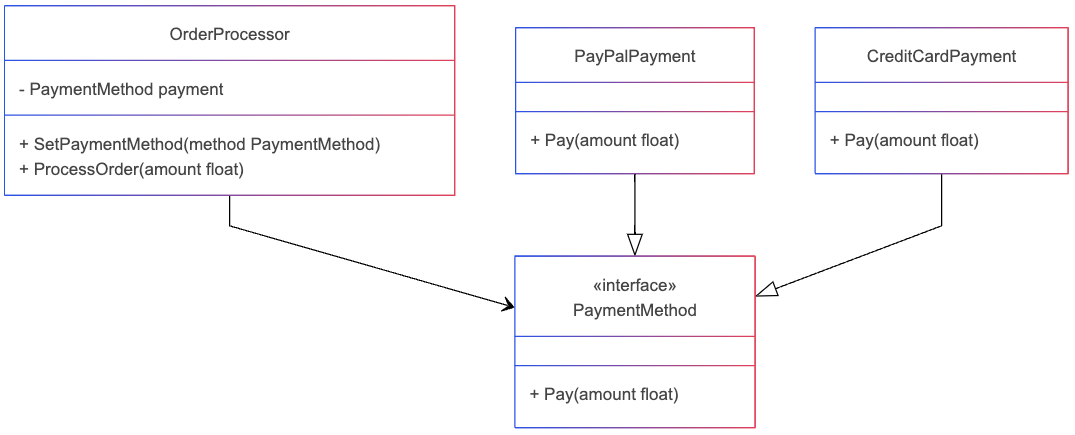 OrderProcessor
- PaymentMethod payment
+ SetPaymentMethod(method PaymentMethod)
+ ProcessOrder(amount float)
PayPalPayment
+ Pay(amount float)
CreditCardPayment
+ Pay(amount float)
«interface»
PaymentMethod
+ Pay(amount float)